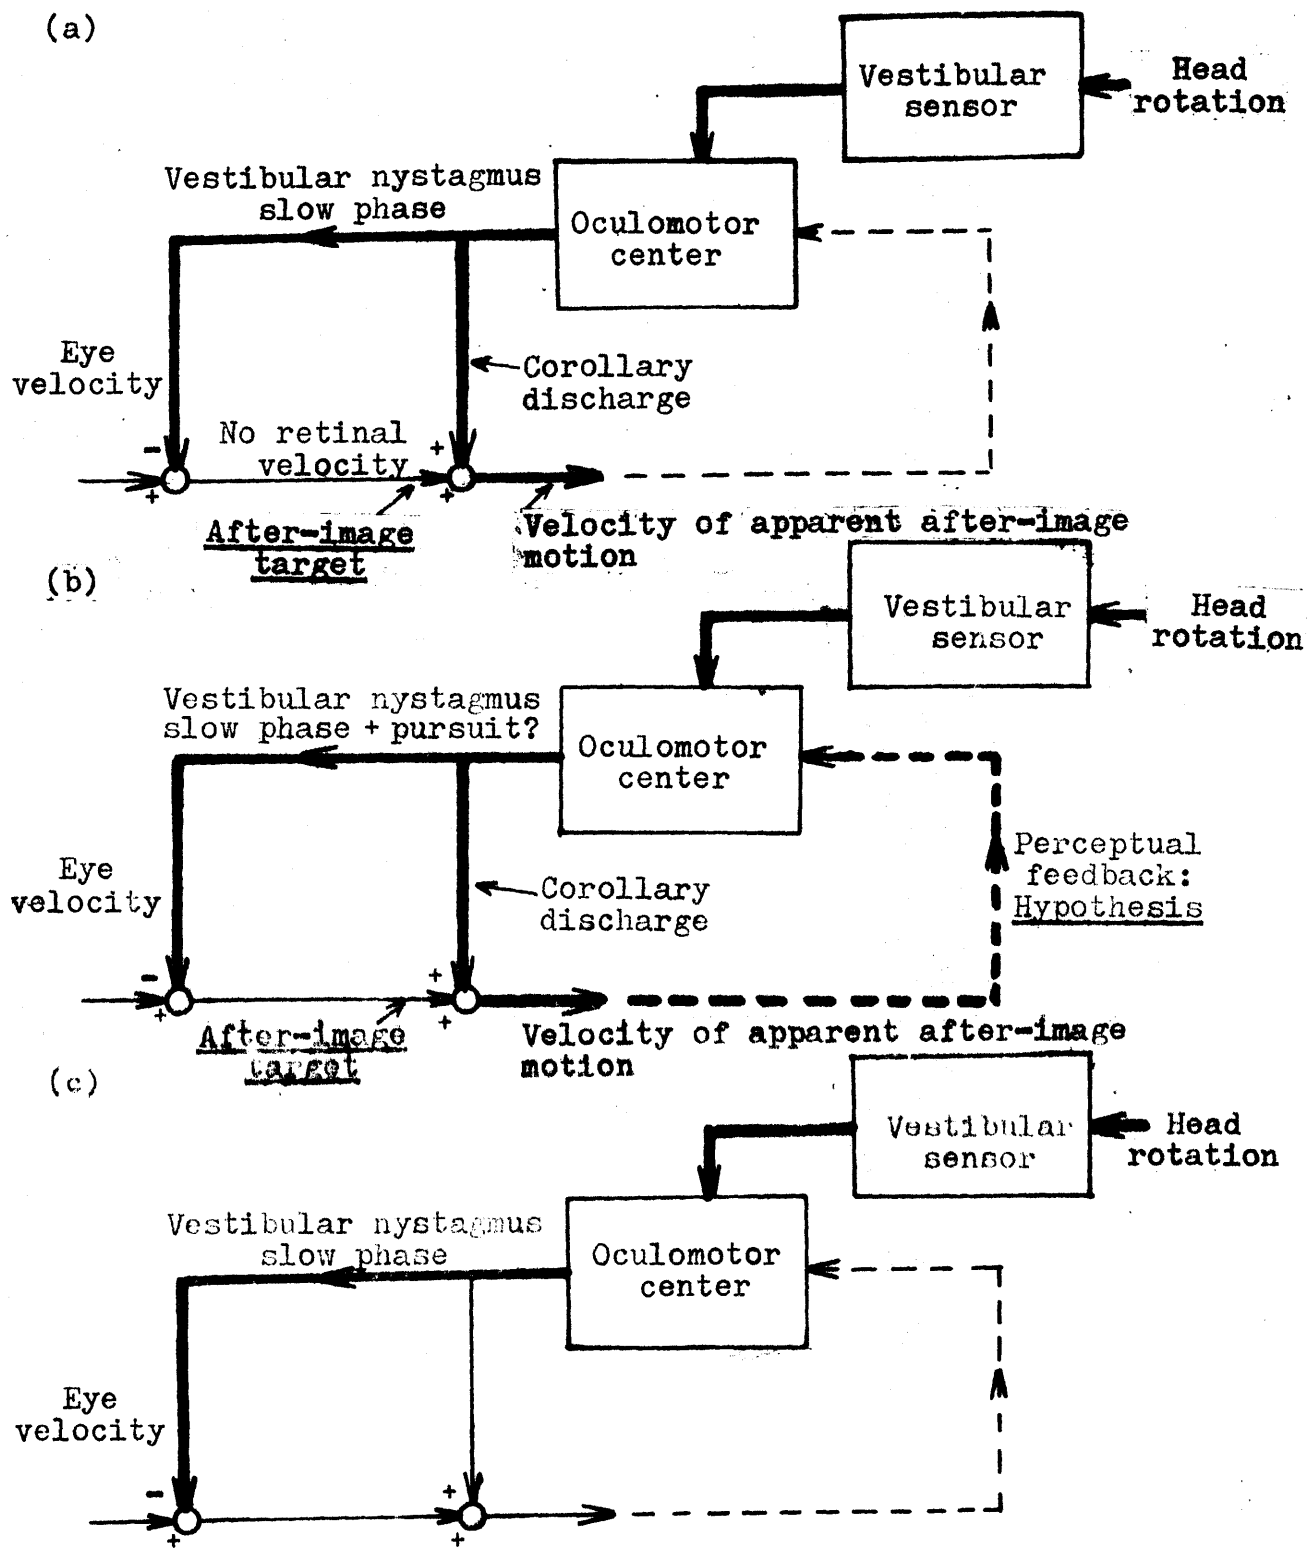 (a)
Vestibular
sensor
Head
rotation
Vestibular nystagmus
slow phase
Oculomotor
center
Eye
velocity
Corollary
discharge
No retinal
velocity
-
+
+
+
After-image
target
Velocity of apparent after-image
motion
(b)
Vestibular
sensor
Head
rotation
Vestibular nystagmus
slow phase + pursuit?
Oculomotor
center
Perceptual
feedback:
Hypothesis
Eye
velocity
Corollary
discharge
-
+
+
+
After-image
target
Velocity of apparent after-image
motion
(c)
Vestibular
sensor
Head
rotation
Vestibular nystagmus
slow phase
Oculomotor
center
Eye
velocity
-
+
+
+